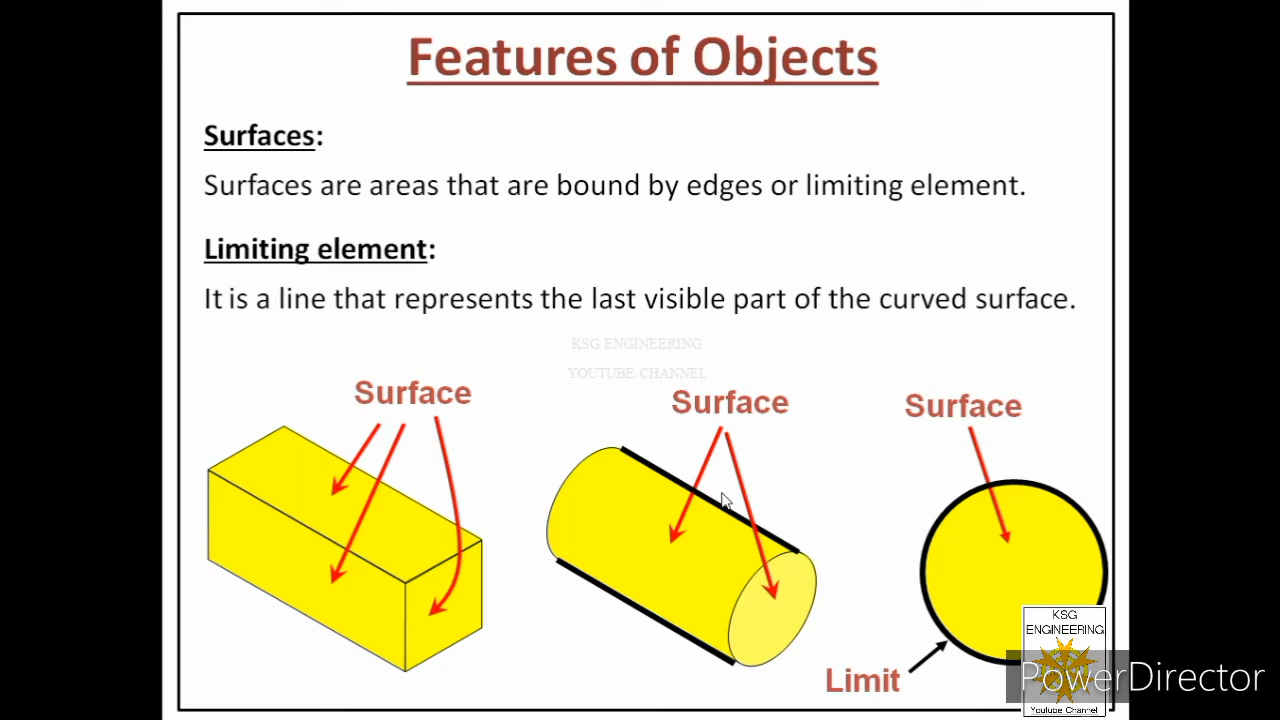 Features of Objects
Surfaces:
Surfaces are areas that are bound by edges or limiting element.
Limiting element:
It is a line that represents the last visible part of the curved surface.
KSG ENGINEERING
YOUTUBE CHANNEL
Surface
Surface
Surface
Limit
KSG
ENGINEERING
PowerDirector
Youtube Channel